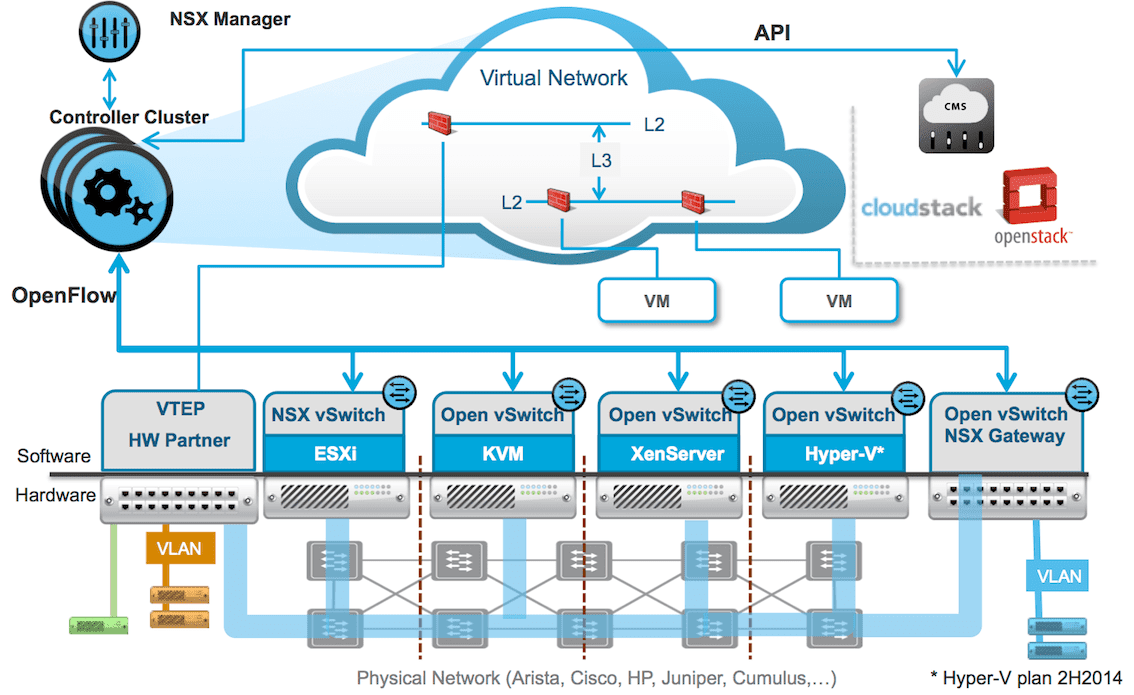 NSX Manager
API
Virtual Network
Controller Cluster
CMS
L2
L3
L2
cloudstack
openstack™
OpenFlow
VM
VM
VTEP
HW Partner
NSX vSwitch
ESXi
Open vSwitch
KVM
Open vSwitch
XenServer
Open vSwitch
Hyper-V*
Open vSwitch
NSX Gateway
Software
Hardware
VLAN
VLAN
Physical Network (Arista, Cisco, HP, Juniper, Cumulus,...)
* Hyper-V plan 2H2014